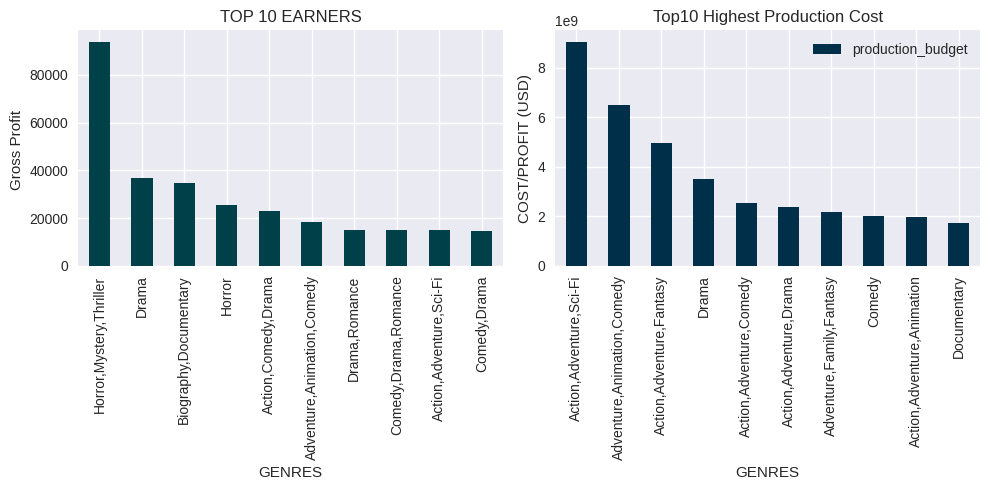 TOP 10 EARNERS
Gross Profit
80000
60000
40000
20000
0
Horror,Mystery,Thriller
Drama
Biography,Documentary
Horror
Action,Comedy,Drama
Adventure,Animation,Comedy
Drama,Romance
Comedy,Drama,Romance
Action,Adventure,Sci-Fi
Comedy,Drama
GENRES
Top10 Highest Production Cost
1e9
production_budget
COST/PROFIT (USD)
8
6
4
2
0
Action,Adventure,Sci-Fi
Adventure,Animation,Comedy
Action,Adventure,Fantasy
Drama
Action,Adventure,Comedy
Action,Adventure,Drama
Adventure,Family,Fantasy
Comedy
Action,Adventure,Animation
Documentary
GENRES